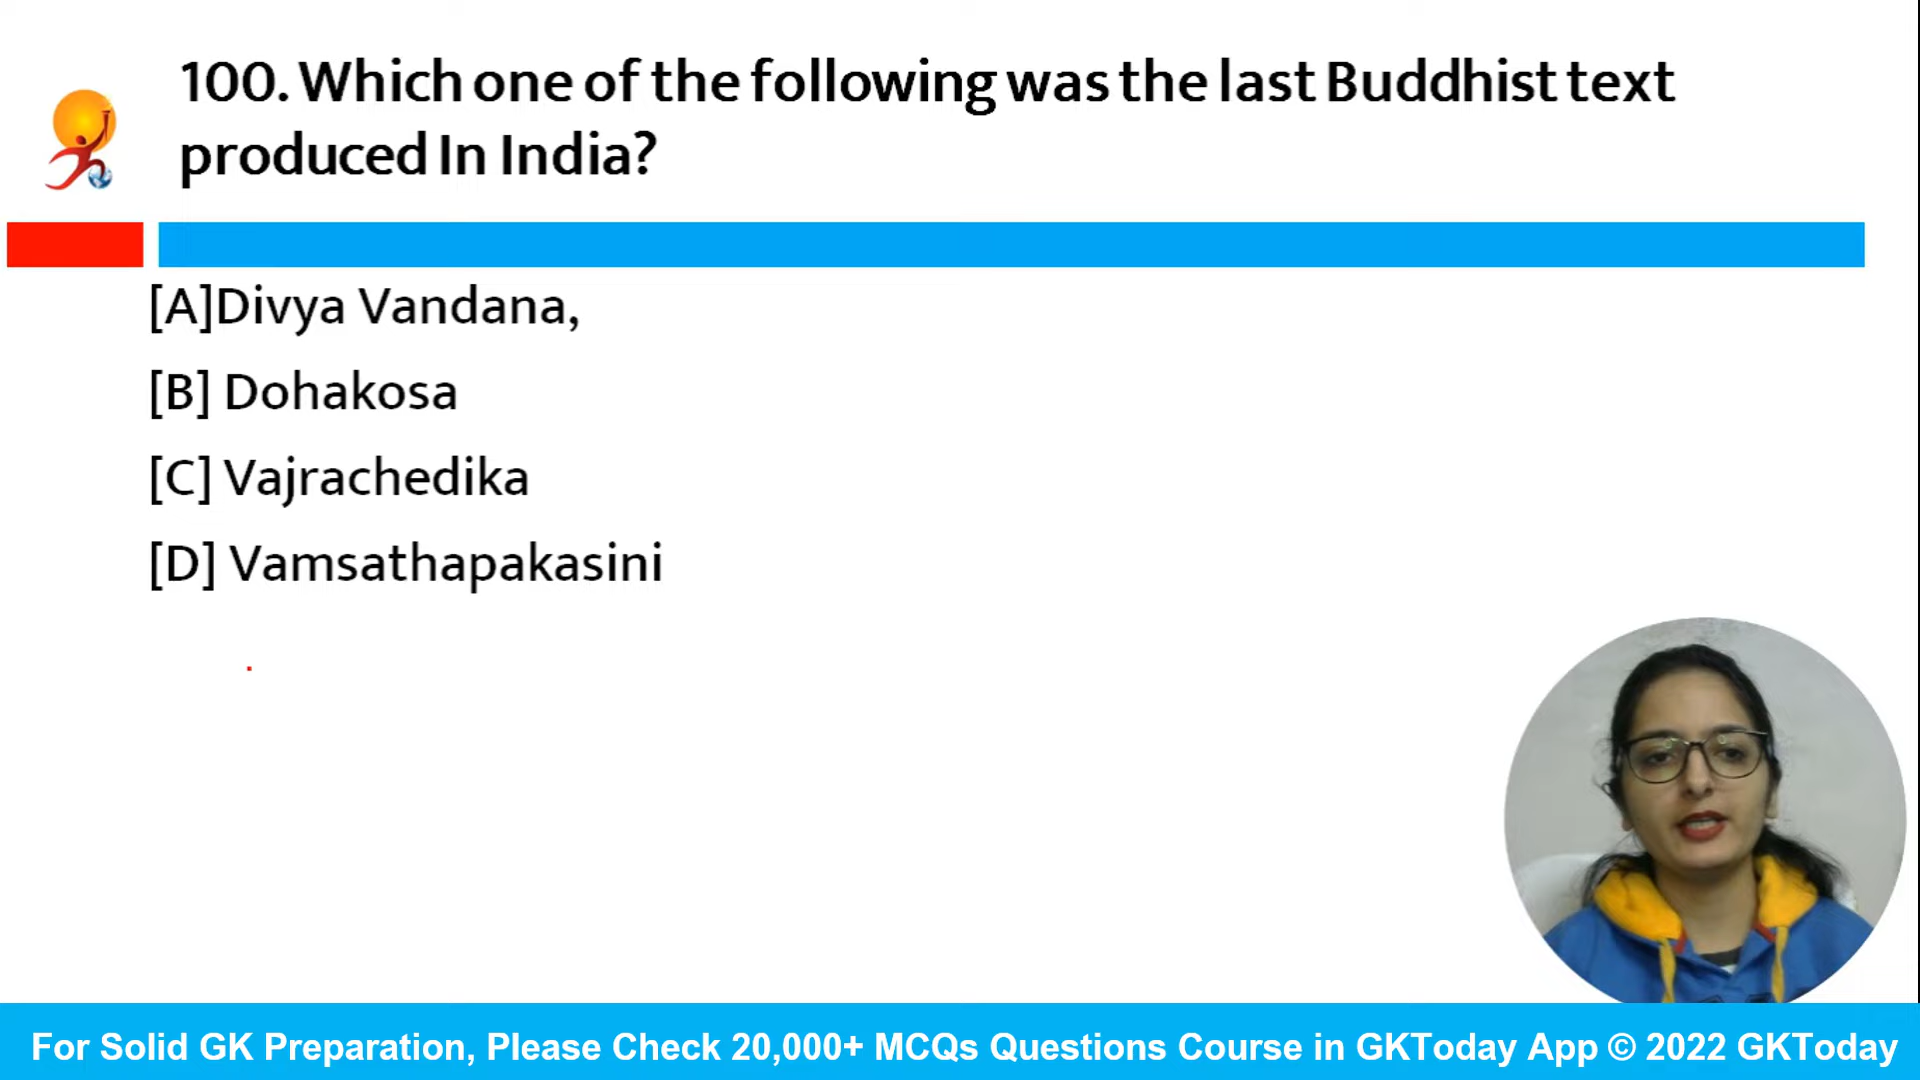 100. Which one of the following was the last Buddhist text
produced In India?
[A]Divya Vandana,
[B] Dohakosa
[C] Vajrachedika
[D] Vamsathapakasini
For Solid GK Preparation, Please Check 20,000+ MCQs Questions Course in GKToday App © 2022 GKToday